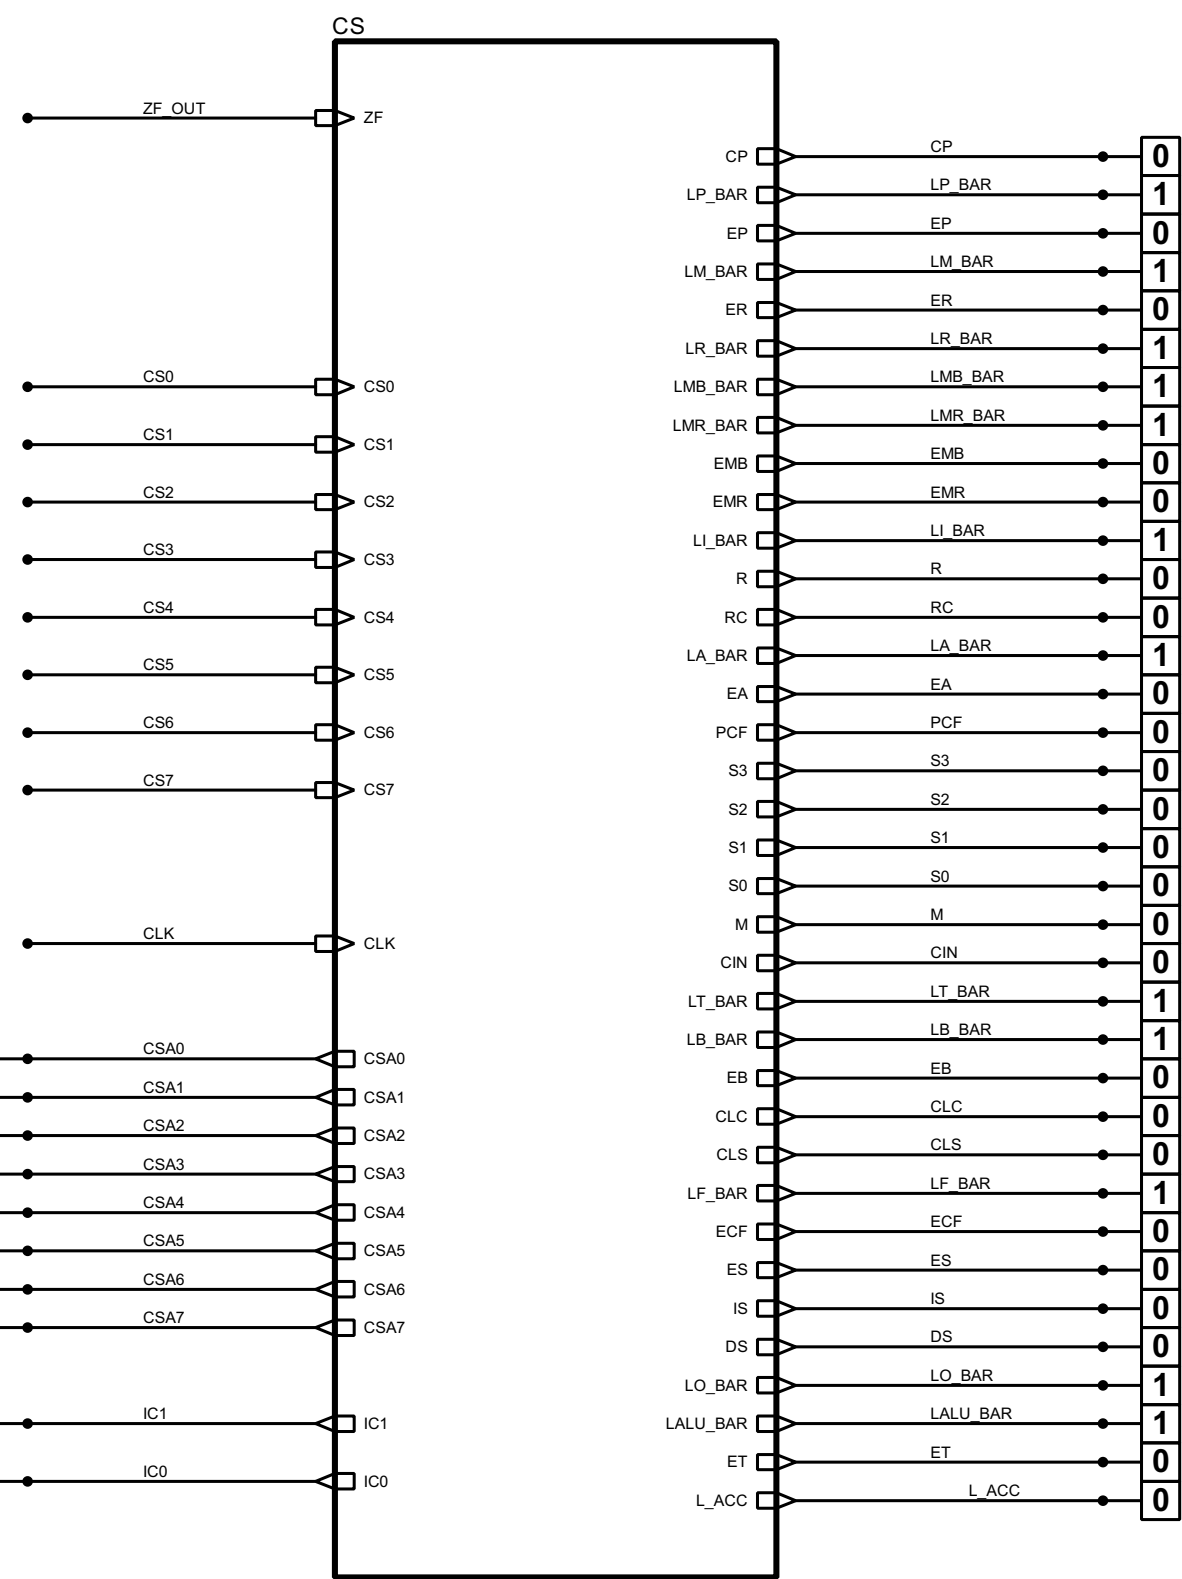 CS
ZF_OUT ZF
CP CP 0
LP_BAR LP_BAR 1
EP EP 0
LM_BAR LM_BAR 1
ER ER 0
LR_BAR LR_BAR 1
CS0 CS0 LMB_BAR LMB_BAR 1
LMR_BAR LMR_BAR 1
CS1 CS1
EMB EMB 0
CS2 CS2 EMR EMR 0
LI_BAR LI_BAR 1
CS3 CS3
R R 0
CS4 CS4 RC RC 0
LA_BAR LA_BAR 1
CS5 CS5
EA EA 0
CS6 CS6 PCF PCF 0
S3 S3 0
CS7 CS7
S2 S2 0
S1 S1 0
S0 S0 0
M M 0
CLK CLK
CIN CIN 0
LT_BAR LT_BAR 1
LB_BAR LB_BAR 1
CSA0 CSA0
EB EB 0
CSA1 CSA1
CLC CLC 0
CSA2 CSA2
CLS CLS 0
CSA3 CSA3
LF_BAR LF_BAR 1
CSA4 CSA4
ECF ECF 0
CSA5 CSA5
ES ES 0
CSA6 CSA6
IS IS 0
CSA7 CSA7
DS DS 0
LO_BAR LO_BAR 1
IC1 IC1 LALU_BAR LALU_BAR 1
ET ET 0
IC0 IC0
L_ACC L_ACC 0